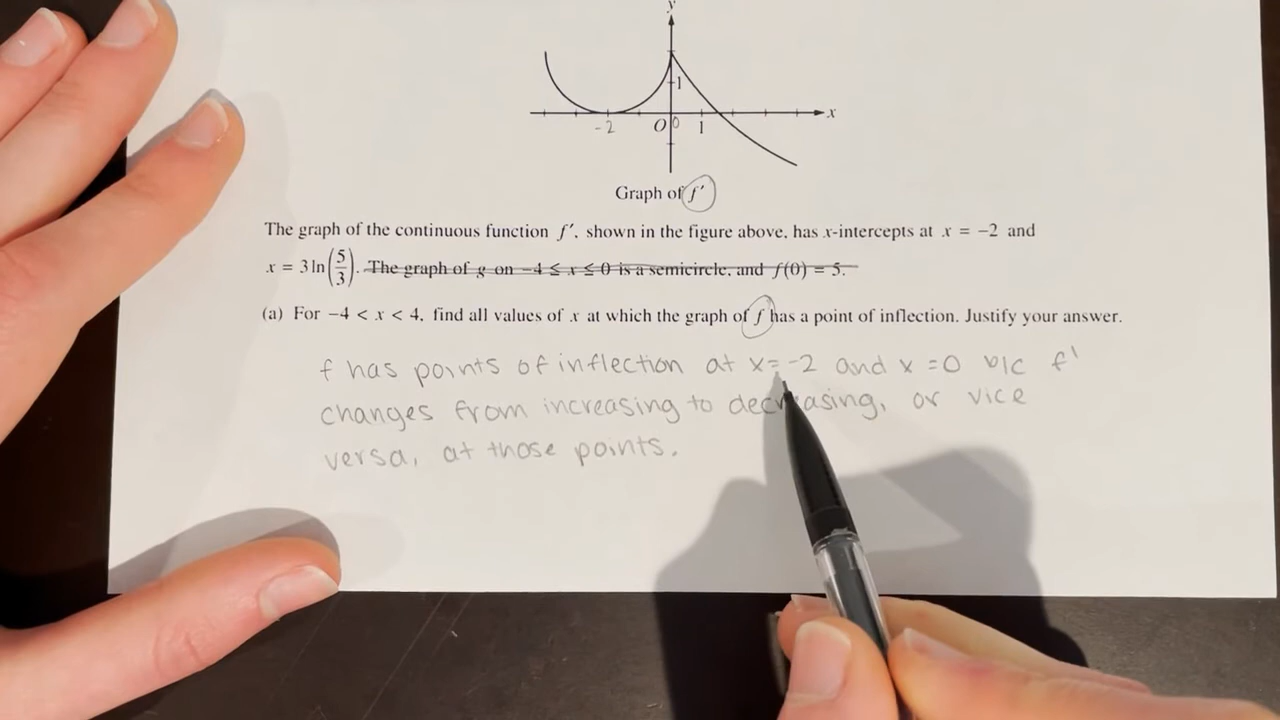 y
1
x
-2 O 0 1
Graph of f'
The graph of the continuous function f', shown in the figure above, has x-intercepts at x = −2 and
x = 3 ln(5/3). The graph of g on −4 ≤ x ≤ 0 is a semicircle, and f(0) = 5.
(a) For −4 < x < 4, find all values of x at which the graph of f has a point of inflection. Justify your answer.
f has points of inflection at x=-2 and x=0 b/c f'
changes from increasing to decreasing, or vice
versa, at those points.